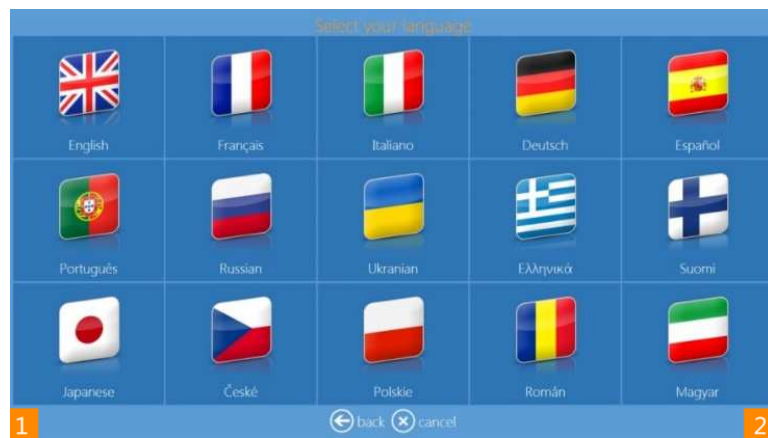 Select your language
English Français Italiano Deutsch Español
Português Russian Ukranian Ελληνικά Suomi
Japanese České Polskie Român Magyar
1 back cancel 2